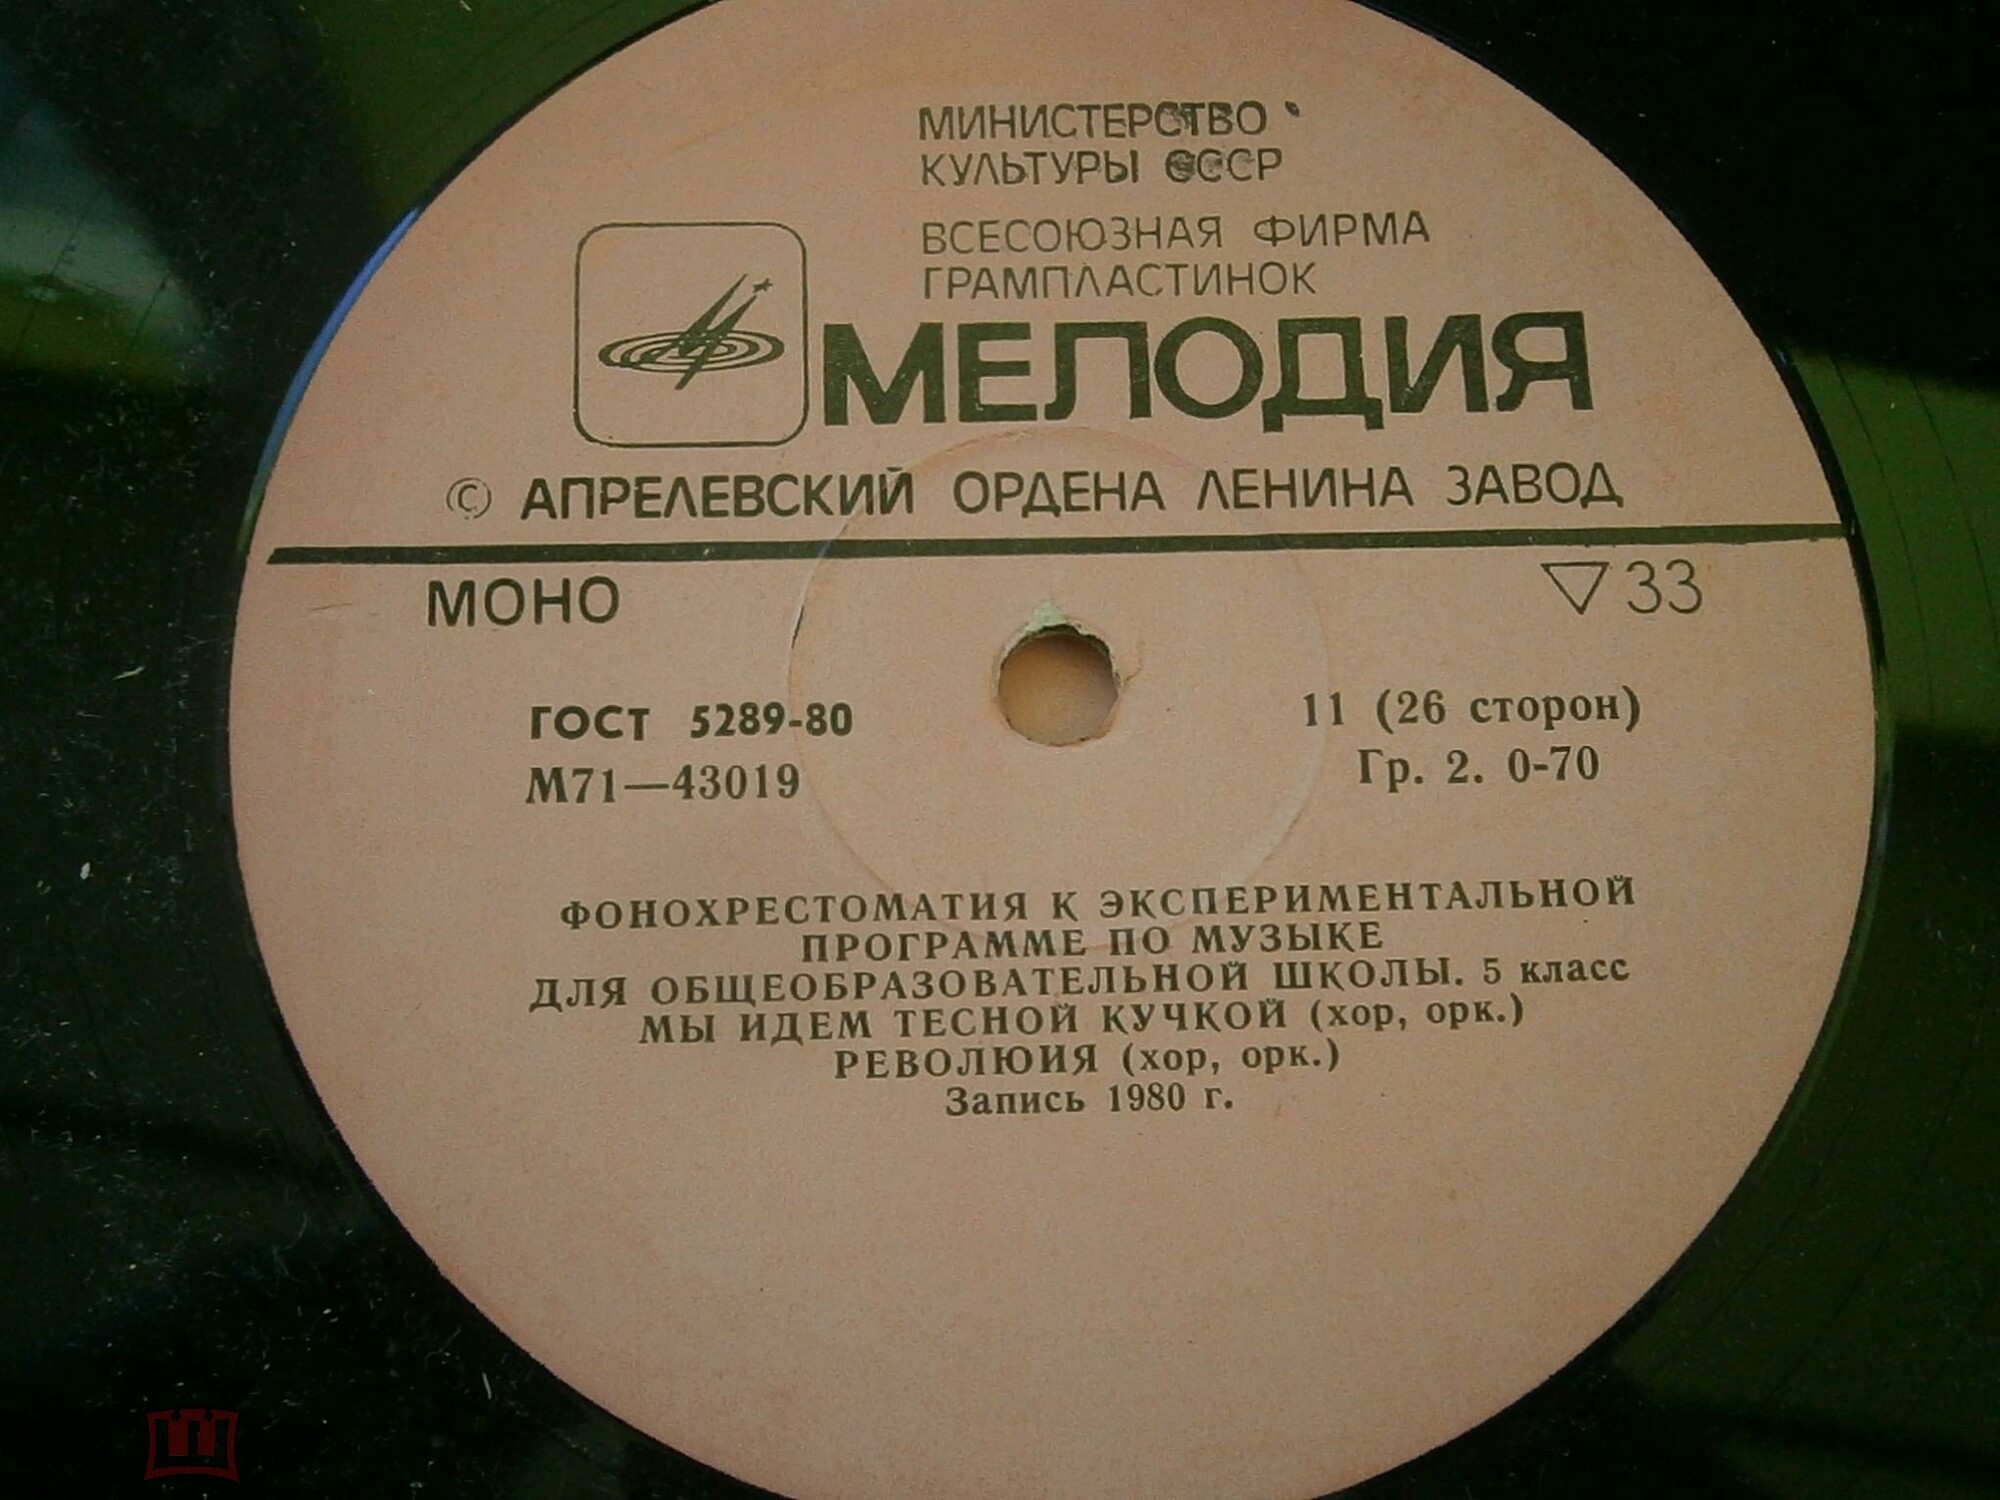 МИНИСТЕРСТВО
КУЛЬТУРЫ СССР
ВСЕСОЮЗНАЯ ФИРМА
ГРАМПЛАСТИНОК
МЕЛОДИЯ
© АПРЕЛЕВСКИЙ ОРДЕНА ЛЕНИНА ЗАВОД
МОНО ▽33
ГОСТ 5289-80 11 (26 сторон)
М71—43019 Гр. 2. 0-70
ФОНОХРЕСТОМАТИЯ К ЭКСПЕРИМЕНТАЛЬНОЙ
ПРОГРАММЕ ПО МУЗЫКЕ
ДЛЯ ОБЩЕОБРАЗОВАТЕЛЬНОЙ ШКОЛЫ. 5 класс
МЫ ИДЕМ ТЕСНОЙ КУЧКОЙ (хор, орк.)
РЕВОЛЮИЯ (хор, орк.)
Запись 1980 г.